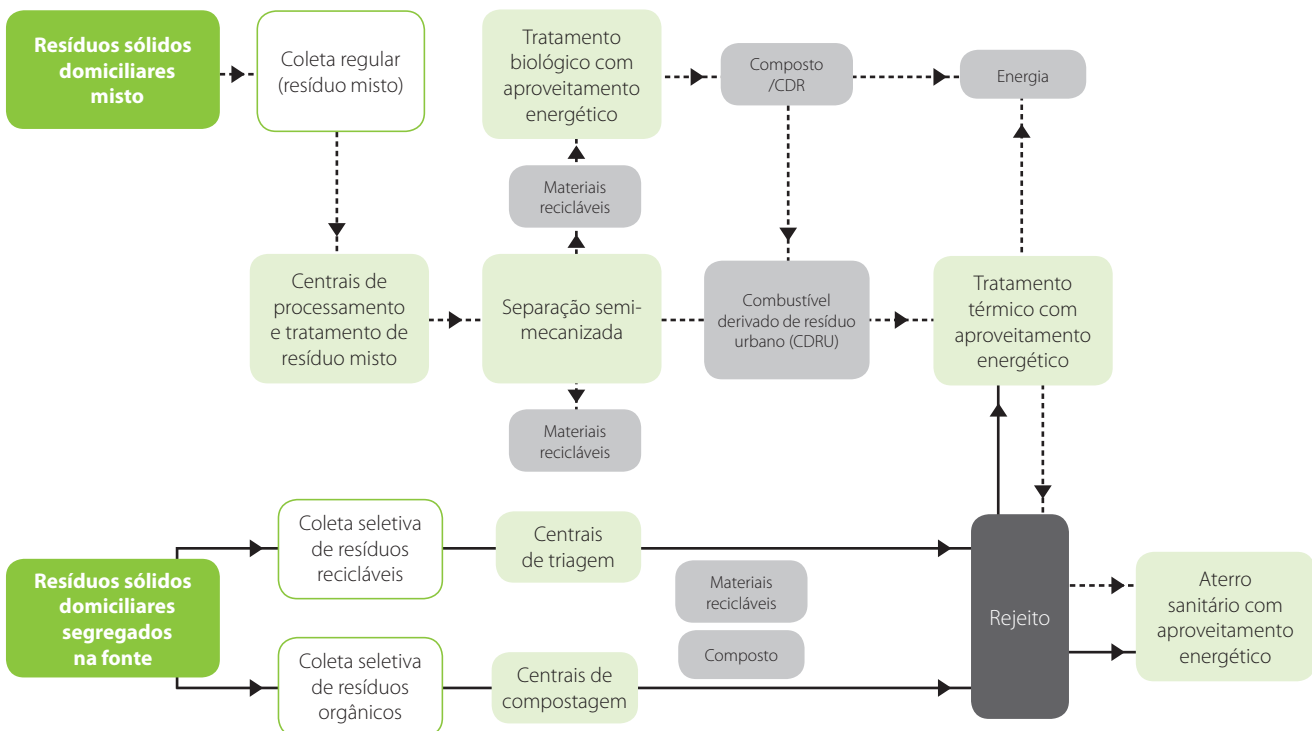 Resíduos sólidos
domiciliares
misto
Coleta regular
(resíduo misto)
Tratamento
biológico com
aproveitamento
energético
Composto
/CDR
Energia
Materiais
recicláveis
Centrais de
processamento
e tratamento de
resíduo misto
Separação semi-
mecanizada
Combustível
derivado de resíduo
urbano (CDRU)
Tratamento
térmico com
aproveitamento
energético
Materiais
recicláveis
Resíduos sólidos
domiciliares
segregados
na fonte
Coleta seletiva
de resíduos
recicláveis
Centrais
de triagem
Materiais
recicláveis
Composto
Coleta seletiva
de resíduos
orgânicos
Centrais de
compostagem
Rejeito
Aterro
sanitário com
aproveitamento
energético